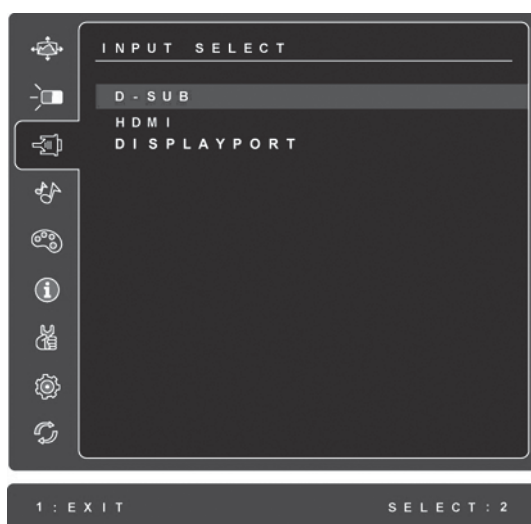 INPUT SELECT
D-SUB
HDMI
DISPLAYPORT
1:EXIT SELECT:2